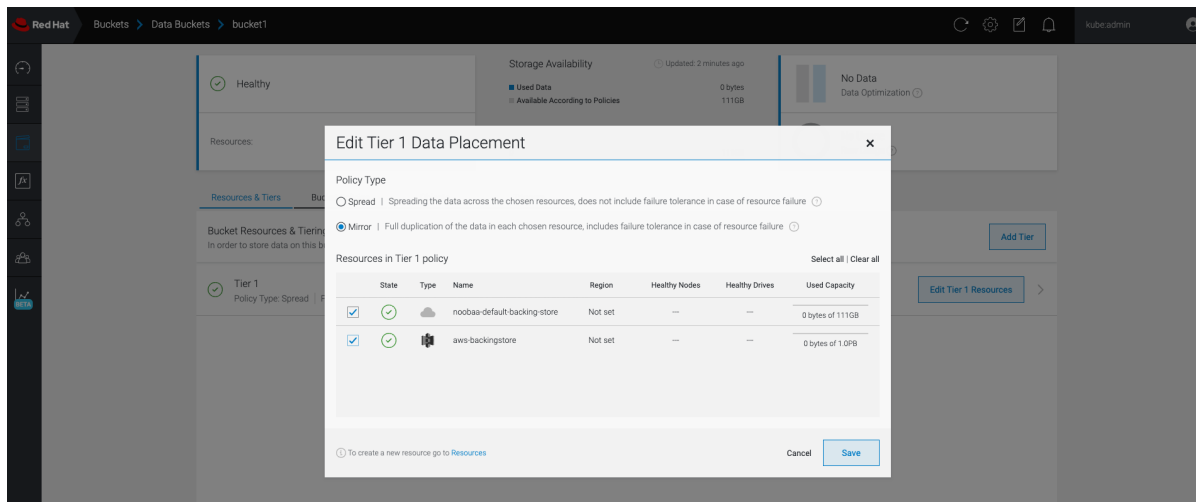 Red Hat Buckets > Data Buckets > bucket1 kube:admin
Healthy
Storage Availability Updated: 2 minutes ago
Used Data 0 bytes
Available According to Policies 111GB
No Data
Data Optimization
Resources:
Edit Tier 1 Data Placement
Policy Type
Spread | Spreading the data across the chosen resources, does not include failure tolerance in case of resource failure
Mirror | Full duplication of the data in each chosen resource, includes failure tolerance in case of resource failure
Resources in Tier 1 policy Select all | Clear all
State Type Name Region Healthy Nodes Healthy Drives Used Capacity
noobaa-default-backing-store Not set — — 0 bytes of 111GB
aws-backingstore Not set — — 0 bytes of 1.0PB
To create a new resource go to Resources Cancel Save
Resources & Tiers
Bucket Resources & Tiering
In order to store data on this
Add Tier
Tier 1
Policy Type: Spread |
Edit Tier 1 Resources
BETA